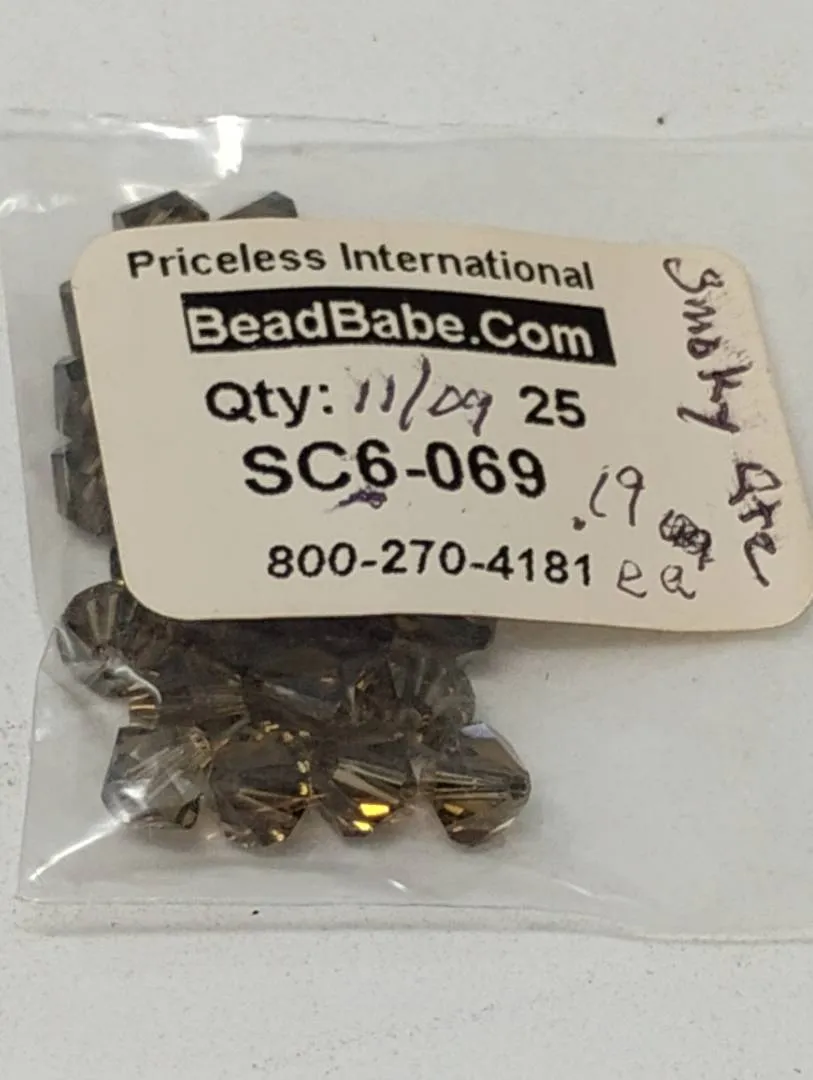 Priceless International
BeadBabe.Com
Qty: 11/09 25
SC6-069
.19 ea
800-270-4181
Smoky Qtz